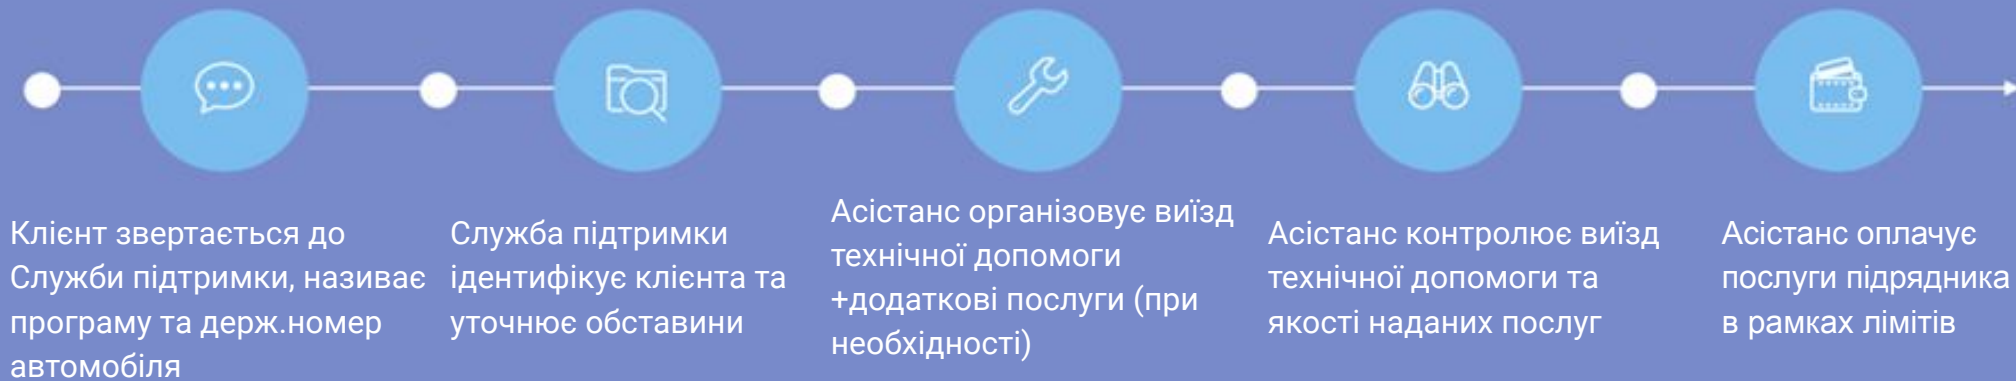 Клієнт звертається до
Служби підтримки, називає
програму та держ.номер
автомобіля
Служба підтримки
ідентифікує клієнта та
уточнює обставини
Асістанс організовує виїзд
технічної допомоги
+додаткові послуги (при
необхідності)
Асістанс контролює виїзд
технічної допомоги та
якості наданих послуг
Асістанс оплачує
послуги підрядника
в рамках лімітів